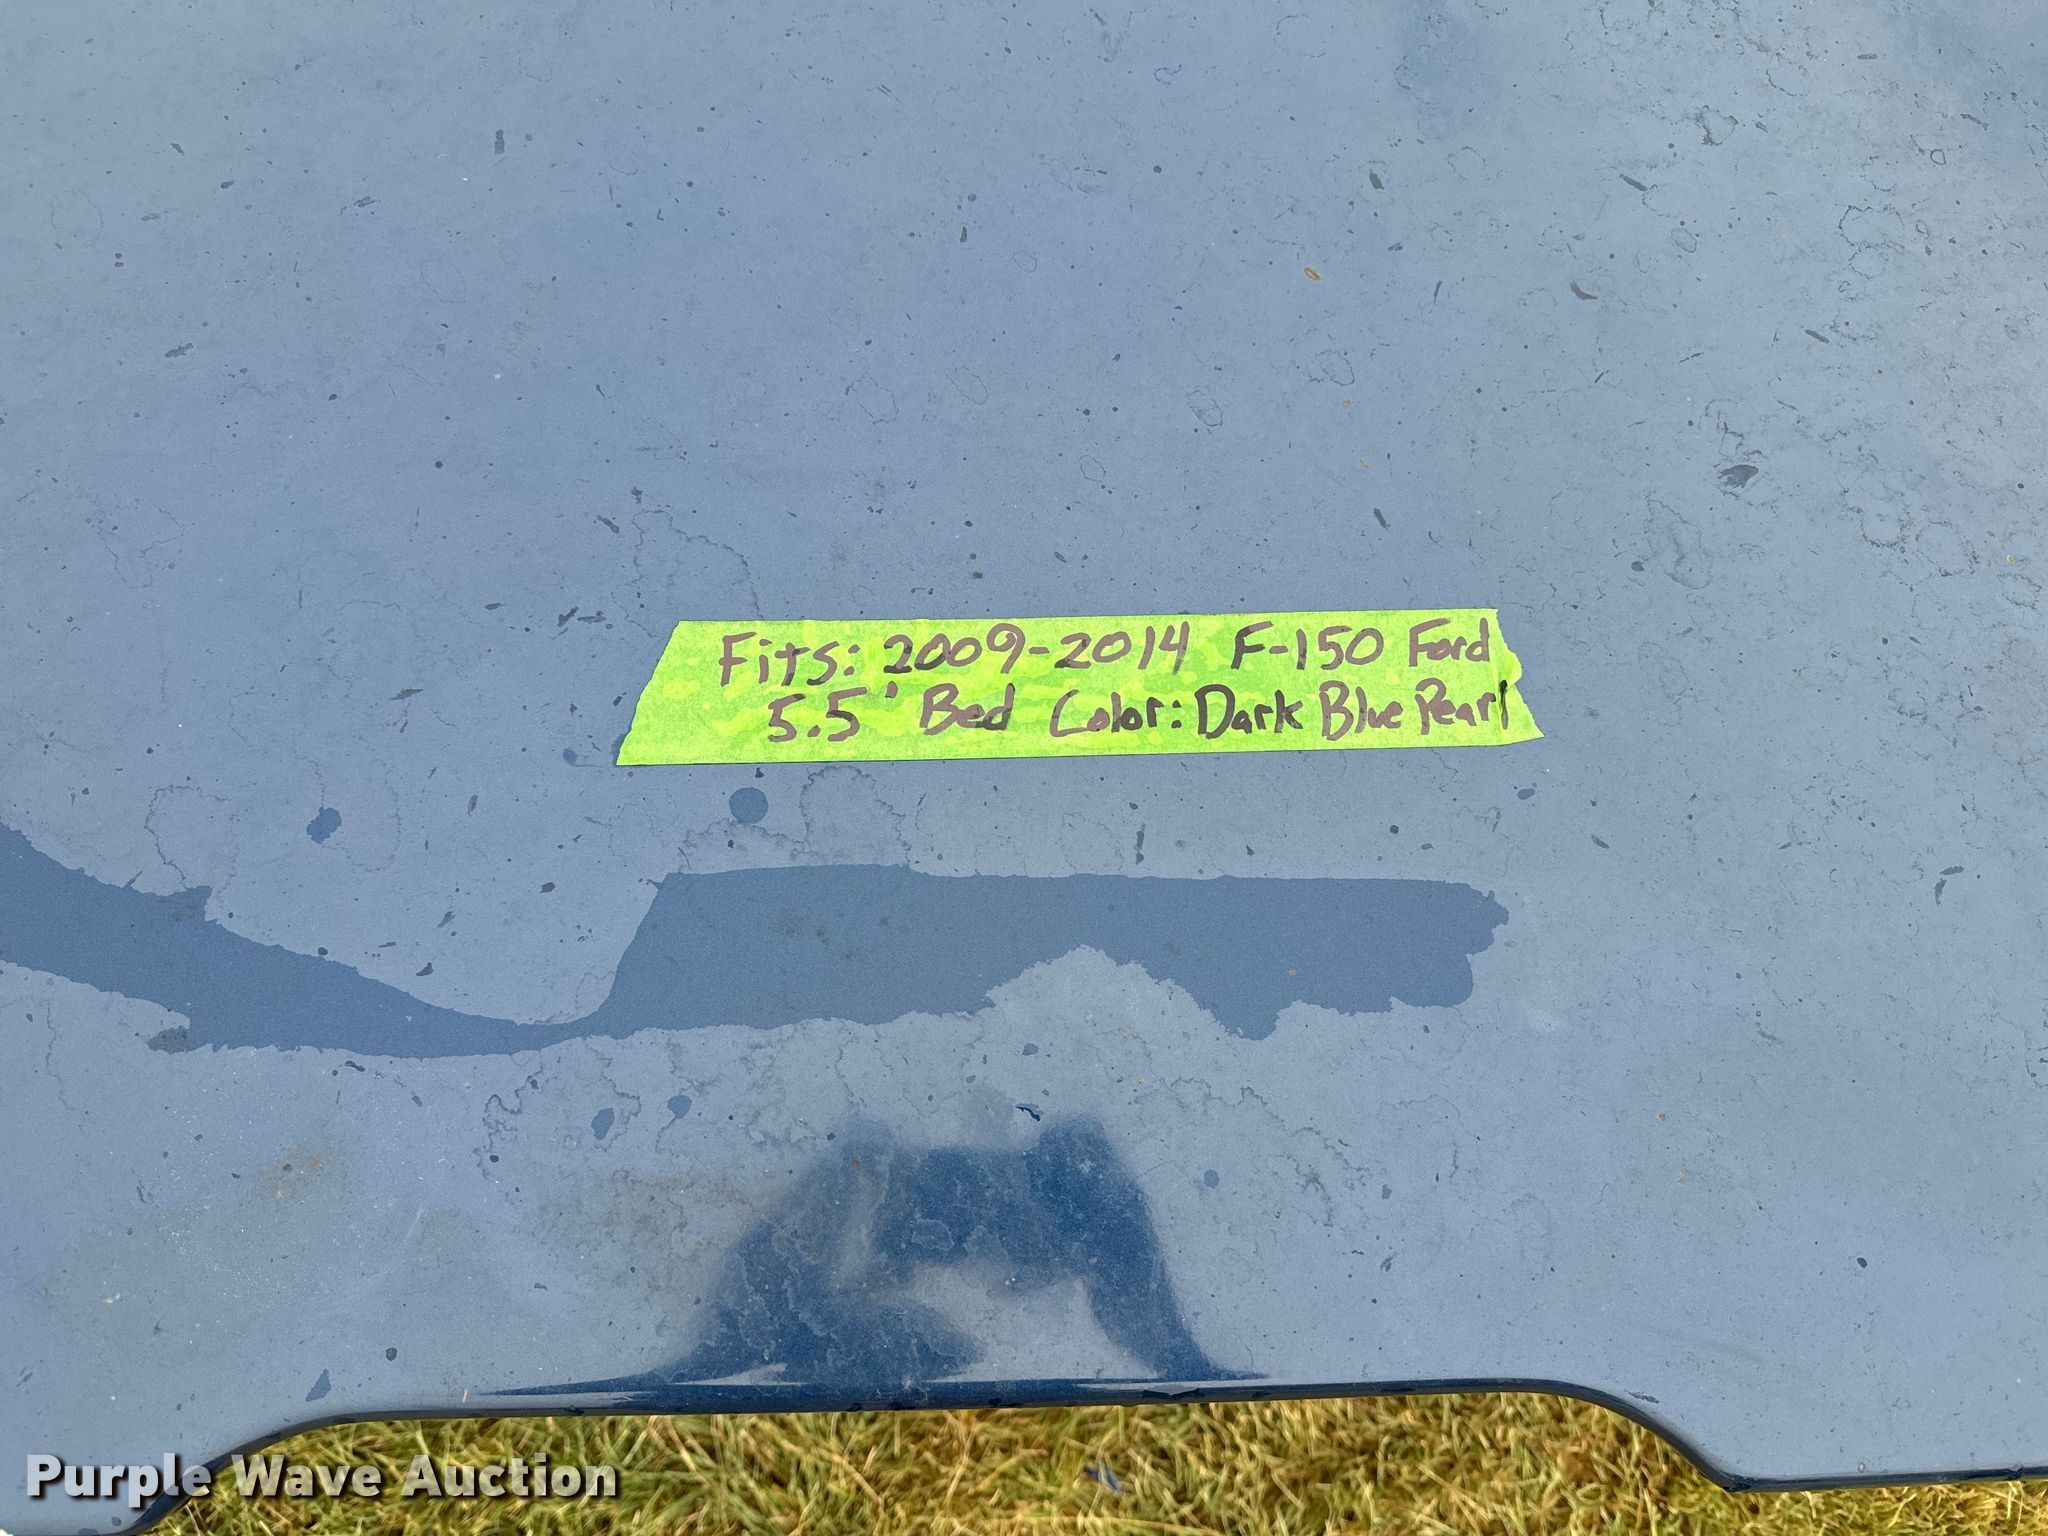 Fits: 2009-2014 F-150 Ford
5.5' Bed Color: Dark Blue Pearl
Purple Wave Auction